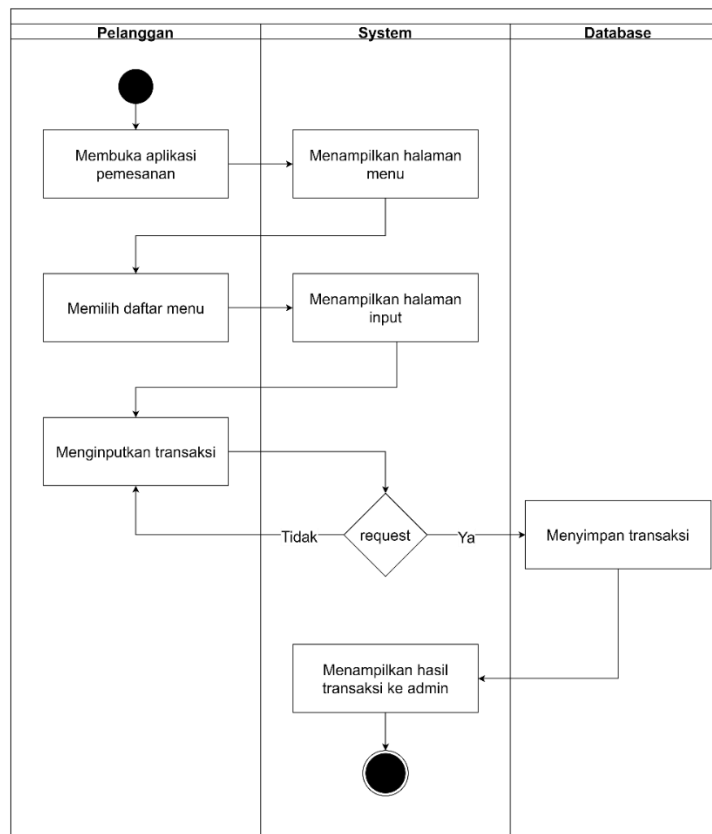 Pelanggan
System
Database
Membuka aplikasi
pemesanan
Menampilkan halaman
menu
Memilih daftar menu
Menampilkan halaman
input
Menginputkan transaksi
Tidak
request
Ya
Menyimpan transaksi
Menampilkan hasil
transaksi ke admin